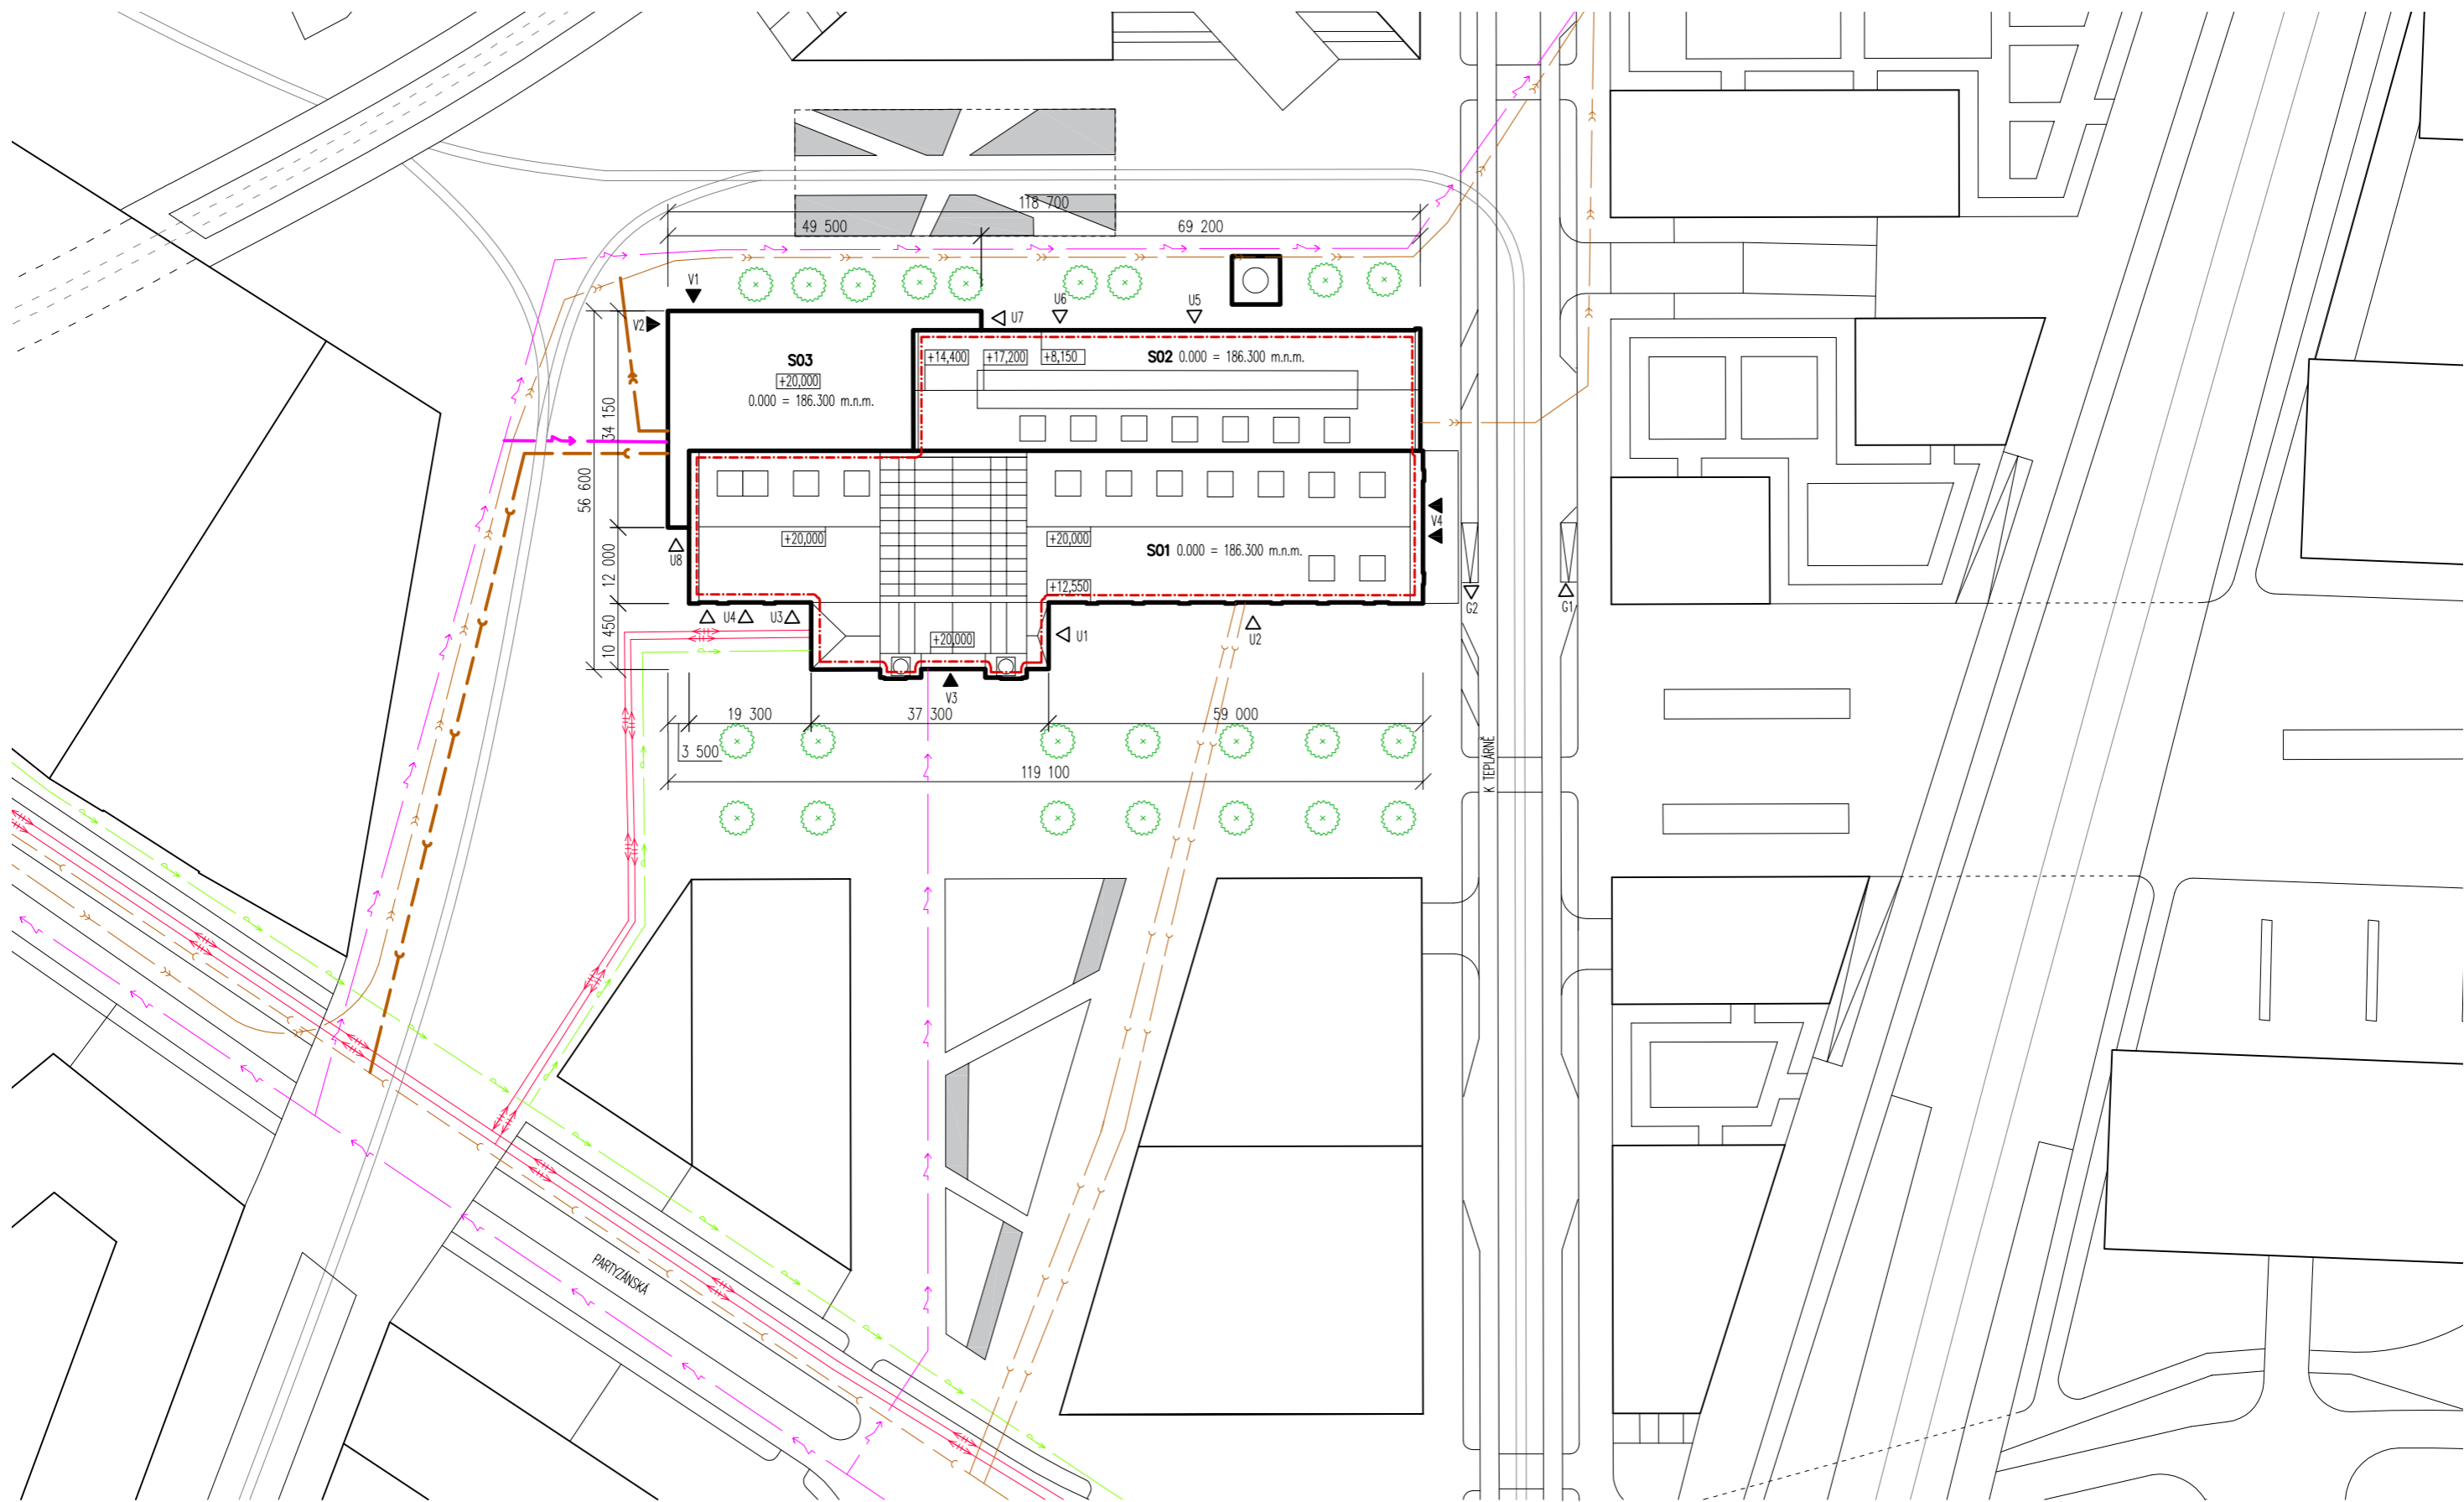 118 700
49 500
69 200
V1
V2
U7
U6
U5
S03
+20,000
0.000 = 186.300 m.n.m.
+14,400
+17,200
+8,150
S02 0.000 = 186.300 m.n.m.
34 150
56 600
12 000
10 450
+20,000
+20,000
S01 0.000 = 186.300 m.n.m.
+12,550
V4
U8
U4
U3
+20,000
U1
U2
G2
G1
V3
19 300
37 300
59 000
3 500
119 100
K TEPLÁRNĚ
PARTYZÁNSKÁ